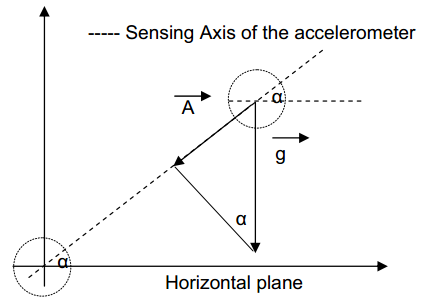 ----- Sensing Axis of the accelerometer
α
A
g
α
α
Horizontal plane